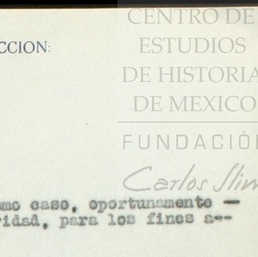 CENTRO DE
ESTUDIOS
CCION:
DE HISTORIA
DE MEXICO
FUNDACIÓN
Carlos Slim
mo caso, oportunamente —
ridad, para los fines a--